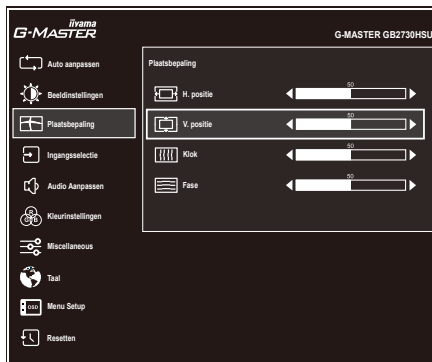 iiyama
G-MASTER
G-MASTER GB2730HSU
Auto aanpassen
Beeldinstellingen
Plaatsbepaling
Ingangsselectie
Audio Aanpassen
Kleurinstellingen
R
G B
Miscellaneous
Taal
OSD
Menu Setup
Resetten
Plaatsbepaling
H. positie
50
V. positie
50
Klok
50
Fase
50